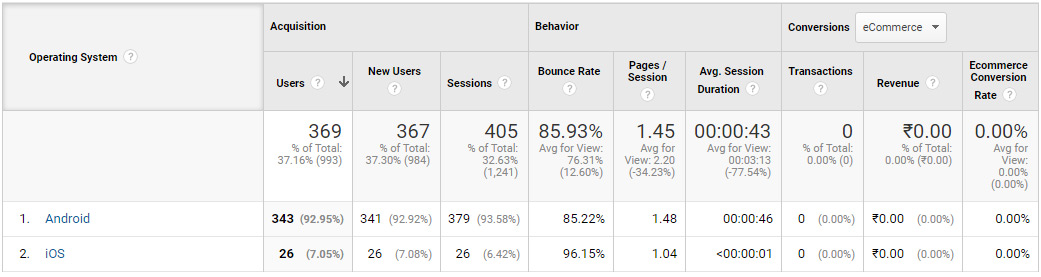 Operating System ?
Acquisition
Behavior
Conversions eCommerce
Users ?
New Users ?
Sessions ?
Bounce Rate ?
Pages /
Session
?
Avg. Session
Duration ?
Transactions
?
Revenue ?
Ecommerce
Conversion
Rate ?
369
% of Total:
37.16% (993)
367
% of Total:
37.30% (984)
405
% of Total:
32.63%
(1,241)
85.93%
Avg for View:
76.31%
(12.60%)
1.45
Avg for
View: 2.20
(-34.23%)
00:00:43
Avg for View:
00:03:13
(-77.54%)
0
% of Total:
0.00% (0)
₹0.00
% of Total:
0.00% (₹0.00)
0.00%
Avg for
View:
0.00%
(0.00%)
1. Android 343 (92.95%) 341 (92.92%) 379 (93.58%) 85.22% 1.48 00:00:46 0 (0.00%) ₹0.00 (0.00%) 0.00%
2. iOS 26 (7.05%) 26 (7.08%) 26 (6.42%) 96.15% 1.04 <00:00:01 0 (0.00%) ₹0.00 (0.00%) 0.00%